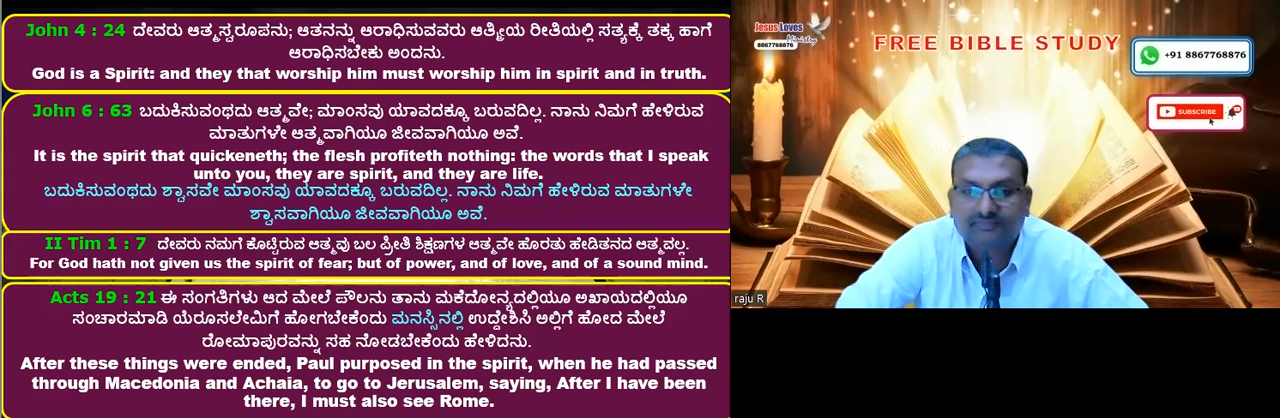 John 4 : 24 ದೇವರು ಆತ್ಮಸ್ವರೂಪನು; ಆತನನ್ನು ಆರಾಧಿಸುವವರು ಆತ್ಮೀಯ ರೀತಿಯಲ್ಲಿ ಸತ್ಯಕ್ಕೆ ತಕ್ಕ ಹಾಗೆ
ಆರಾಧಿಸಬೇಕು ಅಂದನು.
God is a Spirit: and they that worship him must worship him in spirit and in truth.
John 6 : 63 ಬದುಕಿಸುವಂಥದು ಆತ್ಮವೇ; ಮಾಂಸವು ಯಾವದಕ್ಕೂ ಬರುವದಿಲ್ಲ. ನಾನು ನಿಮಗೆ ಹೇಳಿರುವ
ಮಾತುಗಳೇ ಆತ್ಮವಾಗಿಯೂ ಜೀವವಾಗಿಯೂ ಅವೆ.
It is the spirit that quickeneth; the flesh profiteth nothing: the words that I speak
unto you, they are spirit, and they are life.
ಬದುಕಿಸುವಂಥದು ಶ್ವಾಸವೇ ಮಾಂಸವು ಯಾವದಕ್ಕೂ ಬರುವದಿಲ್ಲ. ನಾನು ನಿಮಗೆ ಹೇಳಿರುವ ಮಾತುಗಳೇ
ಶ್ವಾಸವಾಗಿಯೂ ಜೀವವಾಗಿಯೂ ಅವೆ.
II Tim 1 : 7 ದೇವರು ನಮಗೆ ಕೊಟ್ಟಿರುವ ಆತ್ಮವು ಬಲ ಪ್ರೀತಿ ಶಿಕ್ಷಣಗಳ ಆತ್ಮವೇ ಹೊರತು ಹೇಡಿತನದ ಆತ್ಮವಲ್ಲ.
For God hath not given us the spirit of fear; but of power, and of love, and of a sound mind.
Acts 19 : 21 ಈ ಸಂಗತಿಗಳು ಆದ ಮೇಲೆ ಪೌಲನು ತಾನು ಮಕೆದೋನ್ಯದಲ್ಲಿಯೂ ಅಖಾಯದಲ್ಲಿಯೂ
ಸಂಚಾರಮಾಡಿ ಯೆರೂಸಲೇಮಿಗೆ ಹೋಗಬೇಕೆಂದು ಮನಸ್ಸಿನಲ್ಲಿ ಉದ್ದೇಶಿಸಿ ಅಲ್ಲಿಗೆ ಹೋದ ಮೇಲೆ
ರೋಮಾಪುರವನ್ನು ಸಹ ನೋಡಬೇಕೆಂದು ಹೇಳಿದನು.
After these things were ended, Paul purposed in the spirit, when he had passed
through Macedonia and Achaia, to go to Jerusalem, saying, After I have been
there, I must also see Rome.
Jesus Loves
Ministry
8867768876
FREE BIBLE STUDY
+91 8867768876
SUBSCRIBE
raju R